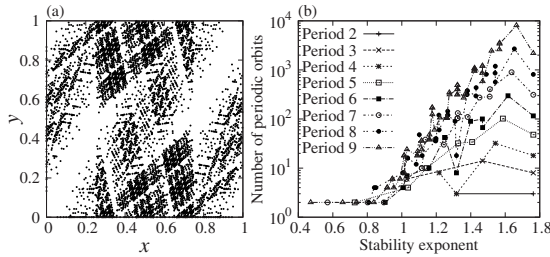 (a)
1.0
0.8
0.6
0.4
0.2
0
y
0.0 0.2 0.4 0.6 0.8 1
x
(b)
Number of periodic orbits
10^4
10^3
10^2
10^1
10^0
Period 2
Period 3
Period 4
Period 5
Period 6
Period 7
Period 8
Period 9
0.4 0.6 0.8 1.0 1.2 1.4 1.6 1.8
Stability exponent